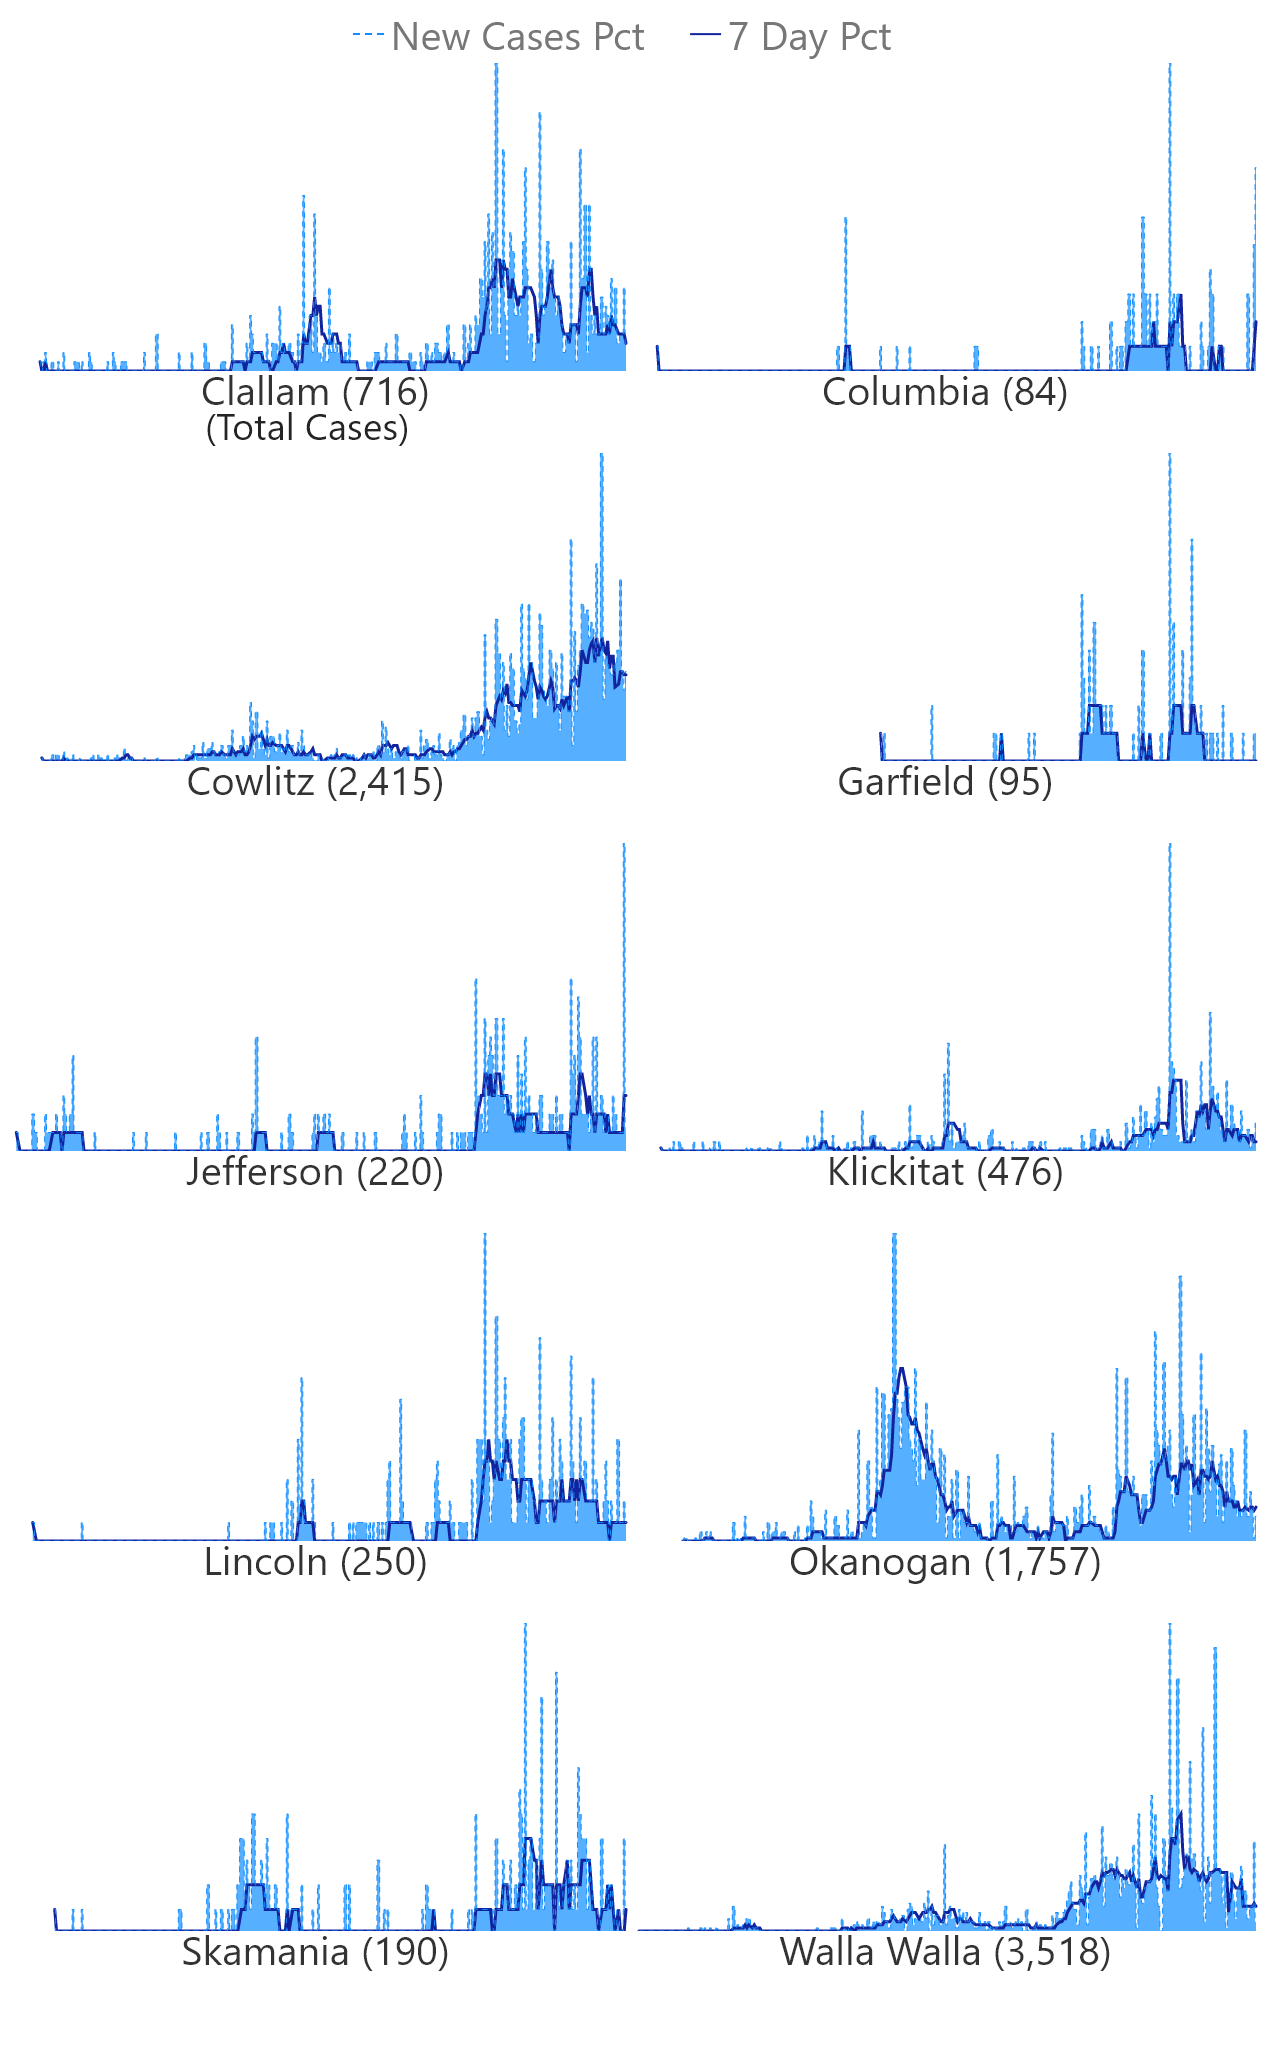 New Cases Pct 7 Day Pct
Clallam (716) Columbia (84)
(Total Cases)
Cowlitz (2,415) Garfield (95)
Jefferson (220) Klickitat (476)
Lincoln (250) Okanogan (1,757)
Skamania (190) Walla Walla (3,518)